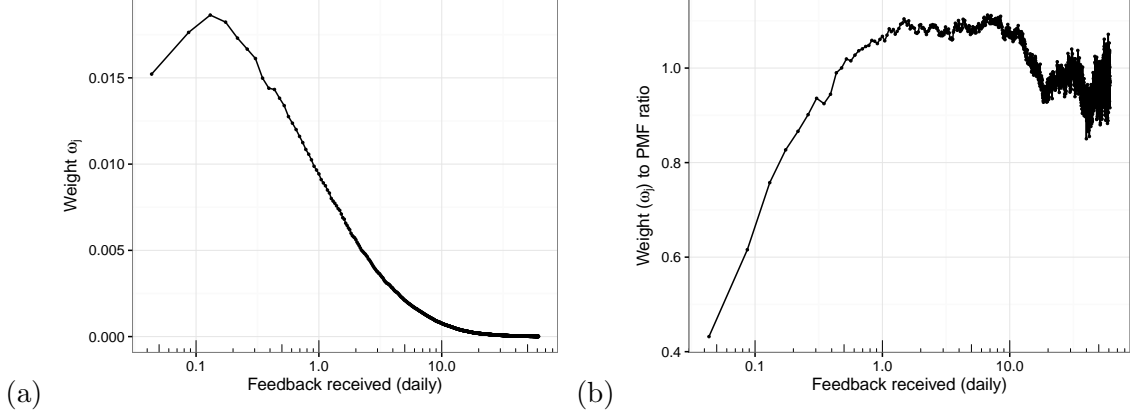 0.015
0.010
0.005
0.000
Weight ωj
0.1
1.0
10.0
Feedback received (daily)
(a)
1.0
0.8
0.6
0.4
Weight (ωj) to PMF ratio
0.1
1.0
10.0
Feedback received (daily)
(b)